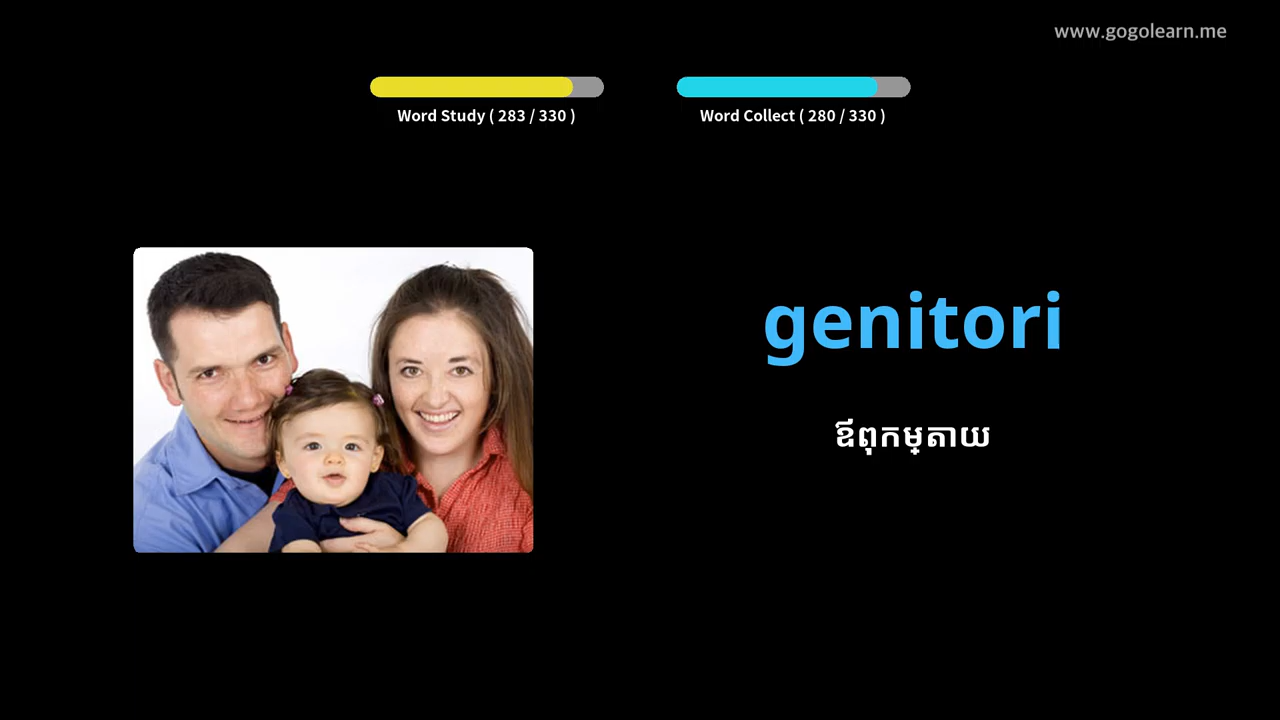 www.gogolearn.me
Word Study ( 283 / 330 )
Word Collect ( 280 / 330 )
genitori
ឪពុកម្តាយ